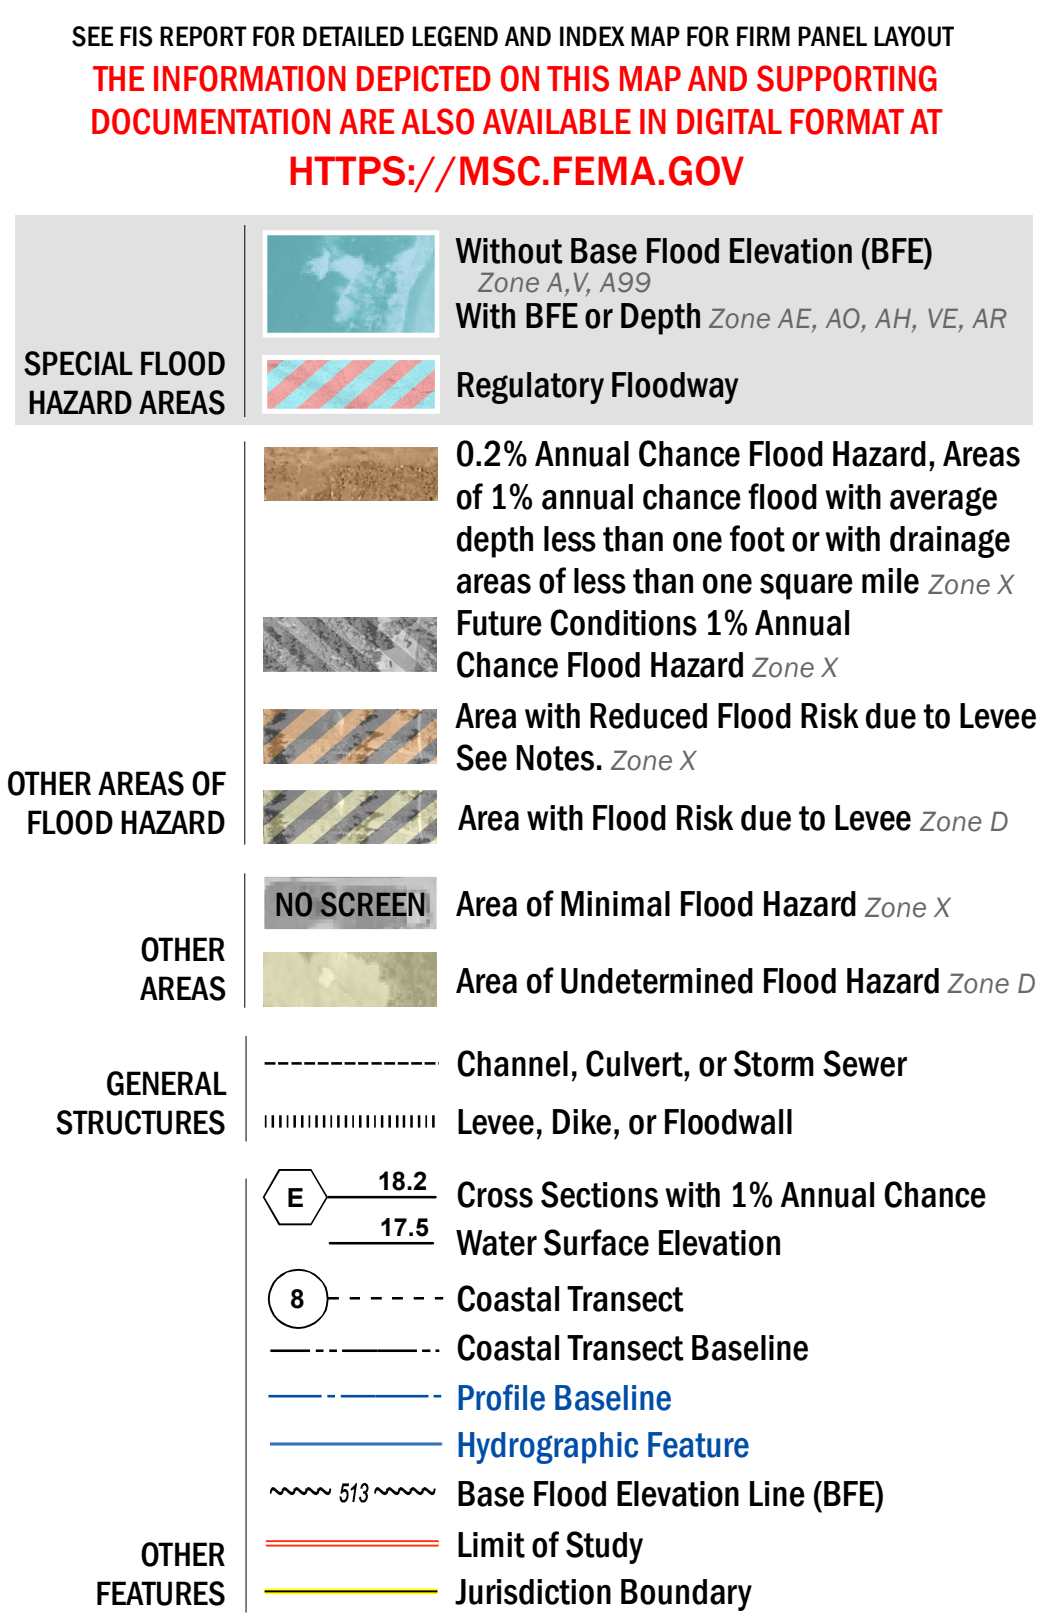 SEE FIS REPORT FOR DETAILED LEGEND AND INDEX MAP FOR FIRM PANEL LAYOUT
THE INFORMATION DEPICTED ON THIS MAP AND SUPPORTING
DOCUMENTATION ARE ALSO AVAILABLE IN DIGITAL FORMAT AT
HTTPS://MSC.FEMA.GOV
SPECIAL FLOOD
HAZARD AREAS
Without Base Flood Elevation (BFE)
Zone A,V, A99
With BFE or Depth Zone AE, AO, AH, VE, AR
Regulatory Floodway
OTHER AREAS OF
FLOOD HAZARD
0.2% Annual Chance Flood Hazard, Areas
of 1% annual chance flood with average
depth less than one foot or with drainage
areas of less than one square mile Zone X
Future Conditions 1% Annual
Chance Flood Hazard Zone X
Area with Reduced Flood Risk due to Levee
See Notes. Zone X
Area with Flood Risk due to Levee Zone D
OTHER
AREAS
NO SCREEN Area of Minimal Flood Hazard Zone X
Area of Undetermined Flood Hazard Zone D
GENERAL
STRUCTURES
Channel, Culvert, or Storm Sewer
Levee, Dike, or Floodwall
OTHER
FEATURES
E 18.2 Cross Sections with 1% Annual Chance
17.5 Water Surface Elevation
8 Coastal Transect
Coastal Transect Baseline
Profile Baseline
Hydrographic Feature
513 Base Flood Elevation Line (BFE)
Limit of Study
Jurisdiction Boundary